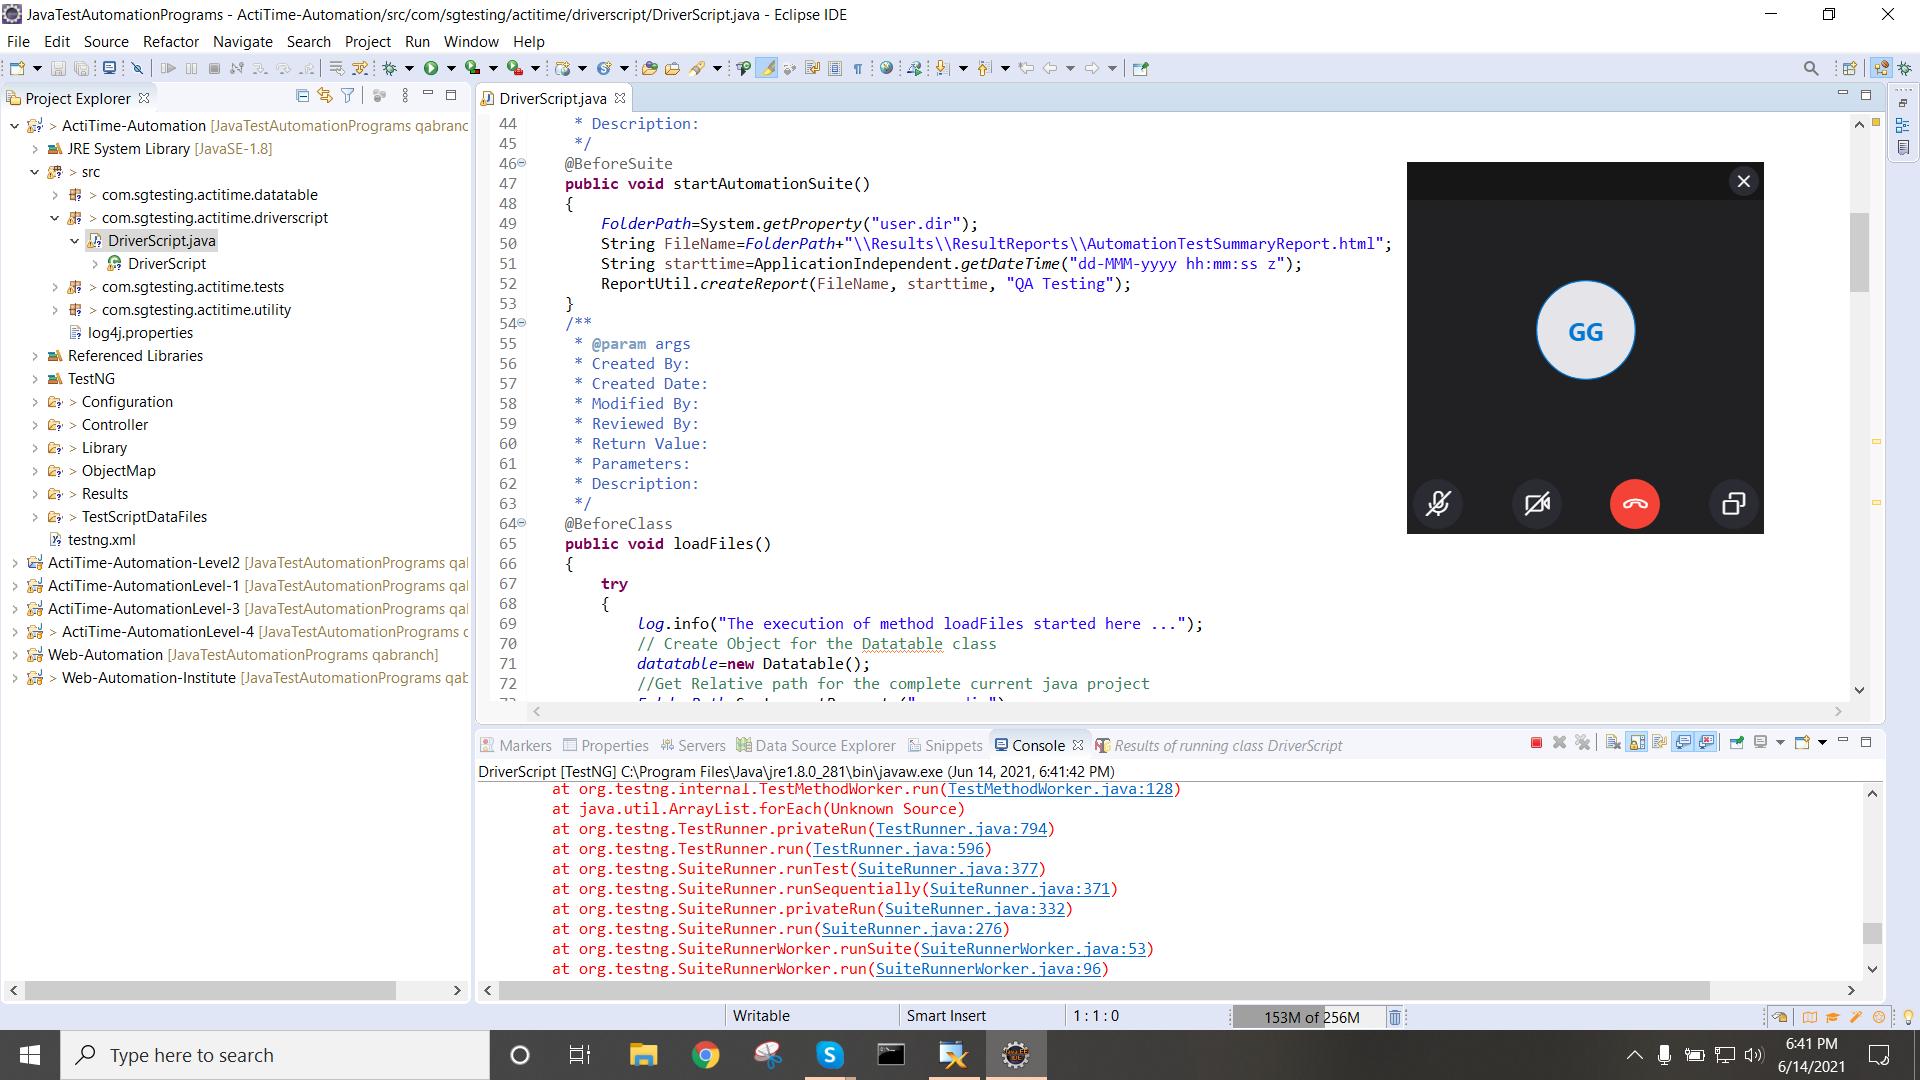 JavaTestAutomationPrograms - ActiTime-Automation/src/com/sgtesting/actitime/driverscript/DriverScript.java - Eclipse IDE
File Edit Source Refactor Navigate Search Project Run Window Help
Project Explorer
> ActiTime-Automation [JavaTestAutomationPrograms qabranc
JRE System Library [JavaSE-1.8]
> src
> com.sgtesting.actitime.datatable
> com.sgtesting.actitime.driverscript
DriverScript.java
DriverScript
> com.sgtesting.actitime.tests
> com.sgtesting.actitime.utility
log4j.properties
Referenced Libraries
TestNG
> Configuration
> Controller
> Library
> ObjectMap
> Results
> TestScriptDataFiles
testng.xml
ActiTime-Automation-Level2 [JavaTestAutomationPrograms qal
ActiTime-AutomationLevel-1 [JavaTestAutomationPrograms qal
ActiTime-AutomationLevel-3 [JavaTestAutomationPrograms qal
> ActiTime-AutomationLevel-4 [JavaTestAutomationPrograms c
Web-Automation [JavaTestAutomationPrograms qabranch]
> Web-Automation-Institute [JavaTestAutomationPrograms qab
DriverScript.java
44 * Description:
45 */
46 @BeforeSuite
47 public void startAutomationSuite()
48 {
49 FolderPath=System.getProperty("user.dir");
50 String FileName=FolderPath+"\\Results\\ResultReports\\AutomationTestSummaryReport.html";
51 String starttime=ApplicationIndependent.getDateTime("dd-MMM-yyyy hh:mm:ss z");
52 ReportUtil.createReport(FileName, starttime, "QA Testing");
53 }
54 /**
55 * @param args
56 * Created By:
57 * Created Date:
58 * Modified By:
59 * Reviewed By:
60 * Return Value:
61 * Parameters:
62 * Description:
63 */
64 @BeforeClass
65 public void loadFiles()
66 {
67 try
68 {
69 log.info("The execution of method loadFiles started here ...");
70 // Create Object for the Datatable class
71 datatable=new Datatable();
72 //Get Relative path for the complete current java project
GG
Markers Properties Servers Data Source Explorer Snippets Console Results of running class DriverScript
DriverScript [TestNG] C:\Program Files\Java\jre1.8.0_281\bin\javaw.exe (Jun 14, 2021, 6:41:42 PM)
at org.testng.internal.TestMethodWorker.run(TestMethodWorker.java:128)
at java.util.ArrayList.forEach(Unknown Source)
at org.testng.TestRunner.privateRun(TestRunner.java:794)
at org.testng.TestRunner.run(TestRunner.java:596)
at org.testng.SuiteRunner.runTest(SuiteRunner.java:377)
at org.testng.SuiteRunner.runSequentially(SuiteRunner.java:371)
at org.testng.SuiteRunner.privateRun(SuiteRunner.java:332)
at org.testng.SuiteRunner.run(SuiteRunner.java:276)
at org.testng.SuiteRunnerWorker.runSuite(SuiteRunnerWorker.java:53)
at org.testng.SuiteRunnerWorker.run(SuiteRunnerWorker.java:96)
Writable Smart Insert 1 : 1 : 0 153M of 256M
Type here to search
6:41 PM
6/14/2021